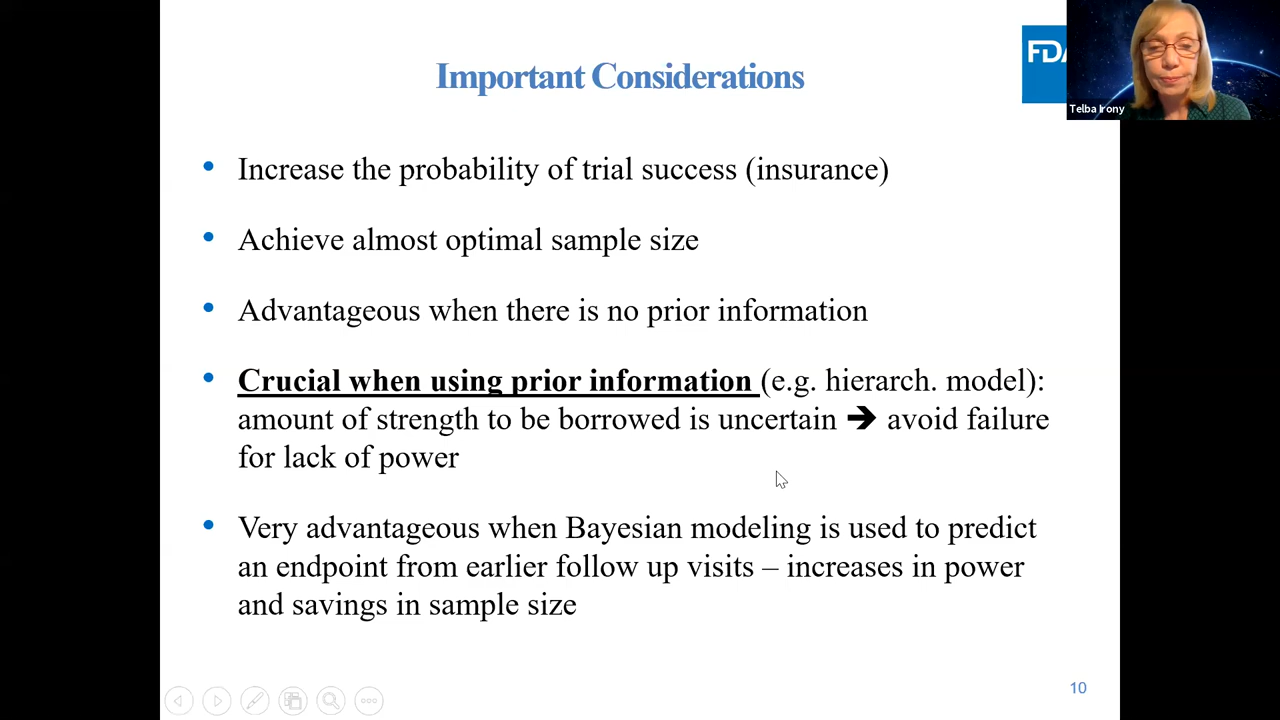 Important Considerations
FDA
Telba Irony
• Increase the probability of trial success (insurance)
• Achieve almost optimal sample size
• Advantageous when there is no prior information
• Crucial when using prior information (e.g. hierarch. model):
amount of strength to be borrowed is uncertain ➔ avoid failure
for lack of power
• Very advantageous when Bayesian modeling is used to predict
an endpoint from earlier follow up visits – increases in power
and savings in sample size
10